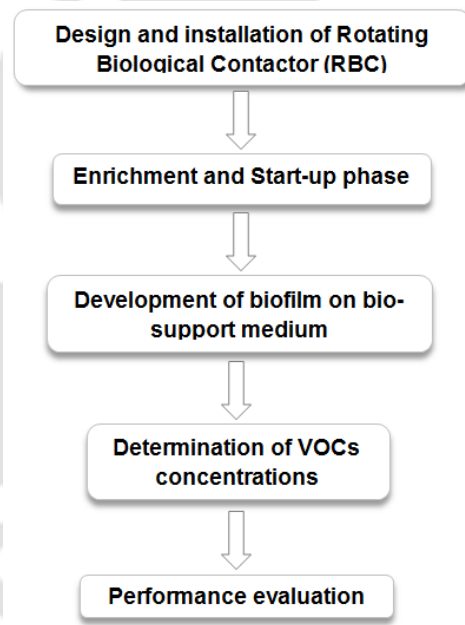 Design and installation of Rotating
Biological Contactor (RBC)
Enrichment and Start-up phase
Development of biofilm on bio-
support medium
Determination of VOCs
concentrations
Performance evaluation